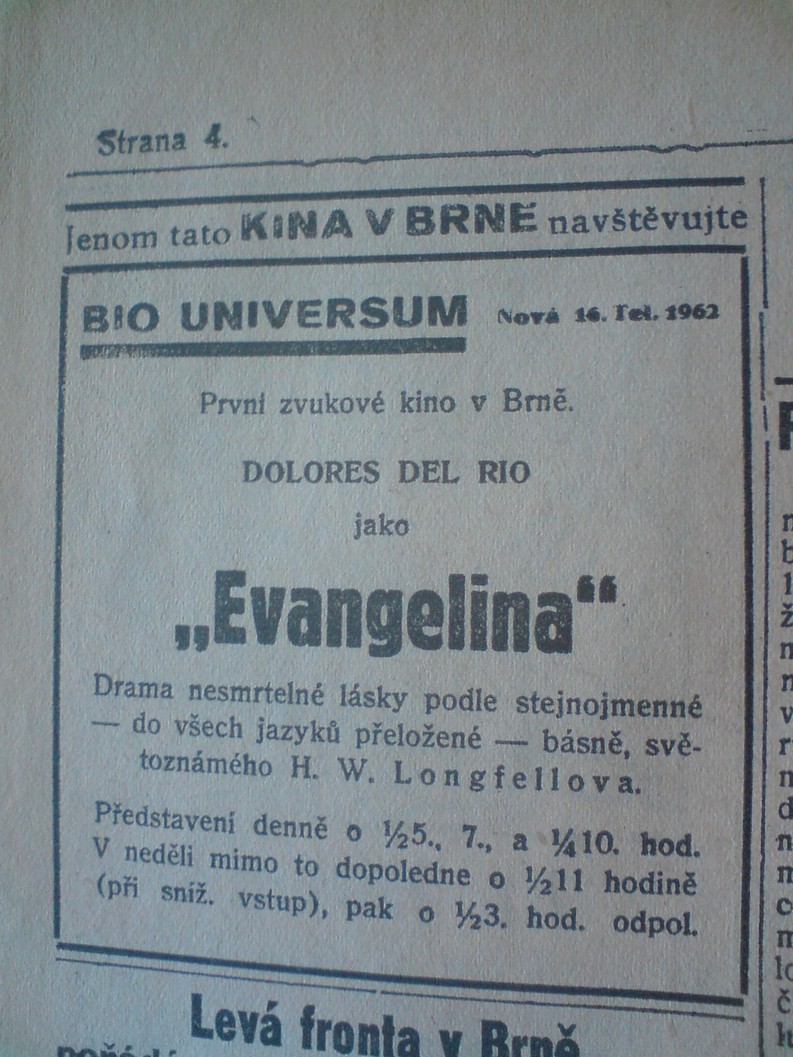 Strana 4.
Jenom tato KINA V BRNĚ navštěvujte
BIO UNIVERSUM Nová 16. Tel. 1962
První zvukové kino v Brně.
DOLORES DEL RIO
jako
„Evangelina“
Drama nesmrtelné lásky podle stejnojmenné
— do všech jazyků přeložené — básně, svě-
toznámého H. W. Longfellova.
Představení denně o ½5., 7., a ¼10. hod.
V neděli mimo to dopoledne o ½11 hodině
(při sníž. vstup), pak o ½3. hod. odpol.
Levá fronta v Brně